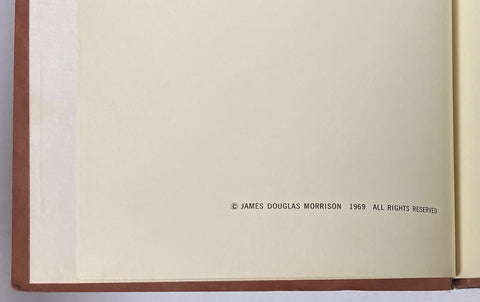 © JAMES DOUGLAS MORRISON 1969 ALL RIGHTS RESERVED